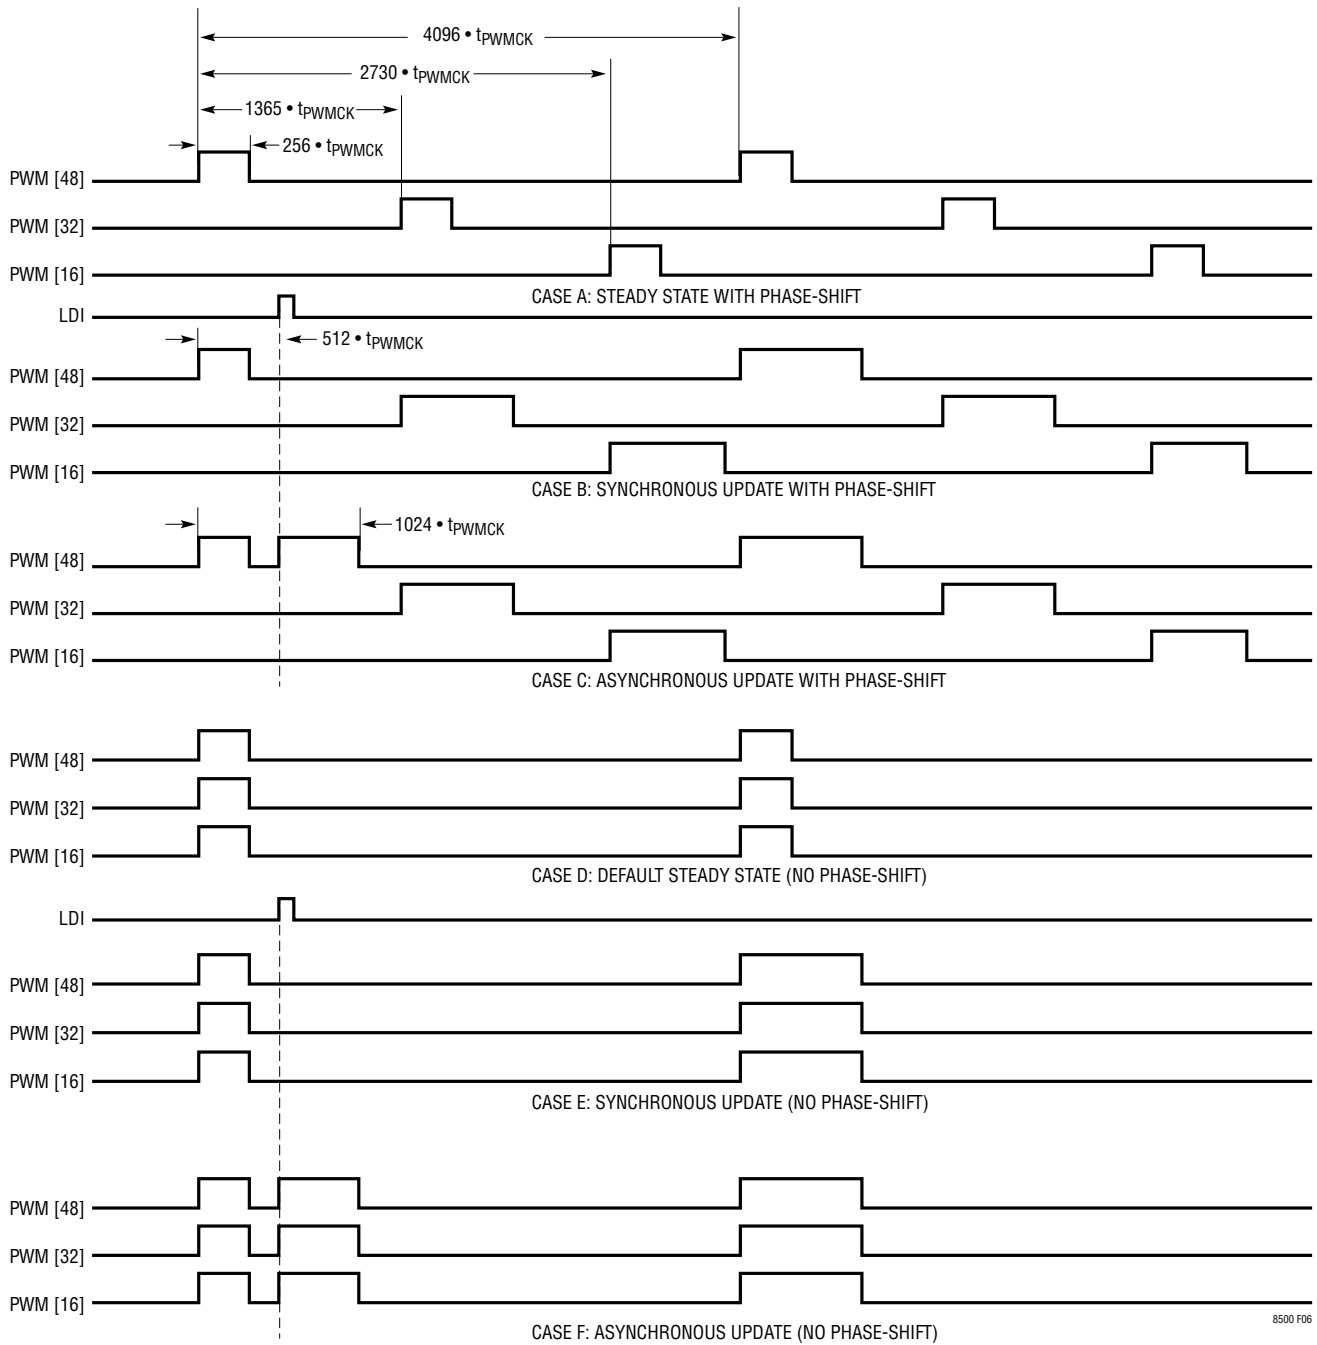 4096 • tPWMCK
2730 • tPWMCK
1365 • tPWMCK
256 • tPWMCK
PWM [48]
PWM [32]
PWM [16]
CASE A: STEADY STATE WITH PHASE-SHIFT
LDI
512 • tPWMCK
PWM [48]
PWM [32]
PWM [16]
CASE B: SYNCHRONOUS UPDATE WITH PHASE-SHIFT
1024 • tPWMCK
PWM [48]
PWM [32]
PWM [16]
CASE C: ASYNCHRONOUS UPDATE WITH PHASE-SHIFT
PWM [48]
PWM [32]
PWM [16]
CASE D: DEFAULT STEADY STATE (NO PHASE-SHIFT)
LDI
PWM [48]
PWM [32]
PWM [16]
CASE E: SYNCHRONOUS UPDATE (NO PHASE-SHIFT)
PWM [48]
PWM [32]
PWM [16]
8500 F06
CASE F: ASYNCHRONOUS UPDATE (NO PHASE-SHIFT)